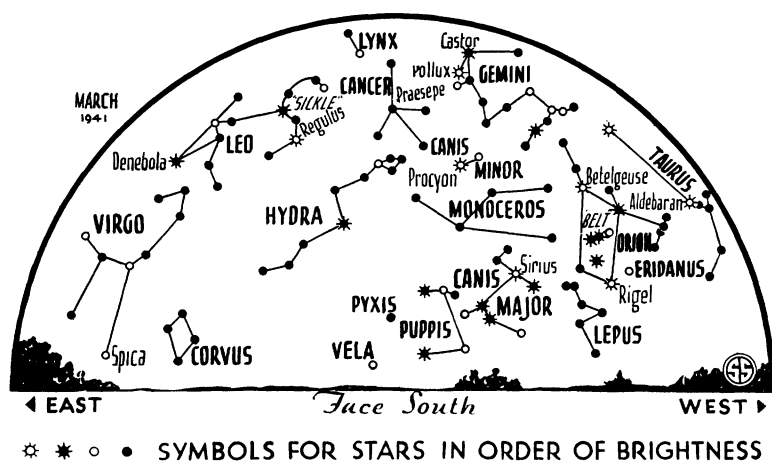 LYNX
Castor
Pollux
GEMINI
CANCER
Praesepe
MARCH
1941
"SICKLE"
Regulus
LEO
Denebola
CANIS
MINOR
Procyon
TAURUS
Betelgeuse
Aldebaran
VIRGO
HYDRA
MONOCEROS
BELT
ORION
ERIDANUS
CANIS
Sirius
MAJOR
Rigel
PYXIS
PUPPIS
LEPUS
VELA
Spica
CORVUS
SS
EAST
Face South
WEST
SYMBOLS FOR STARS IN ORDER OF BRIGHTNESS